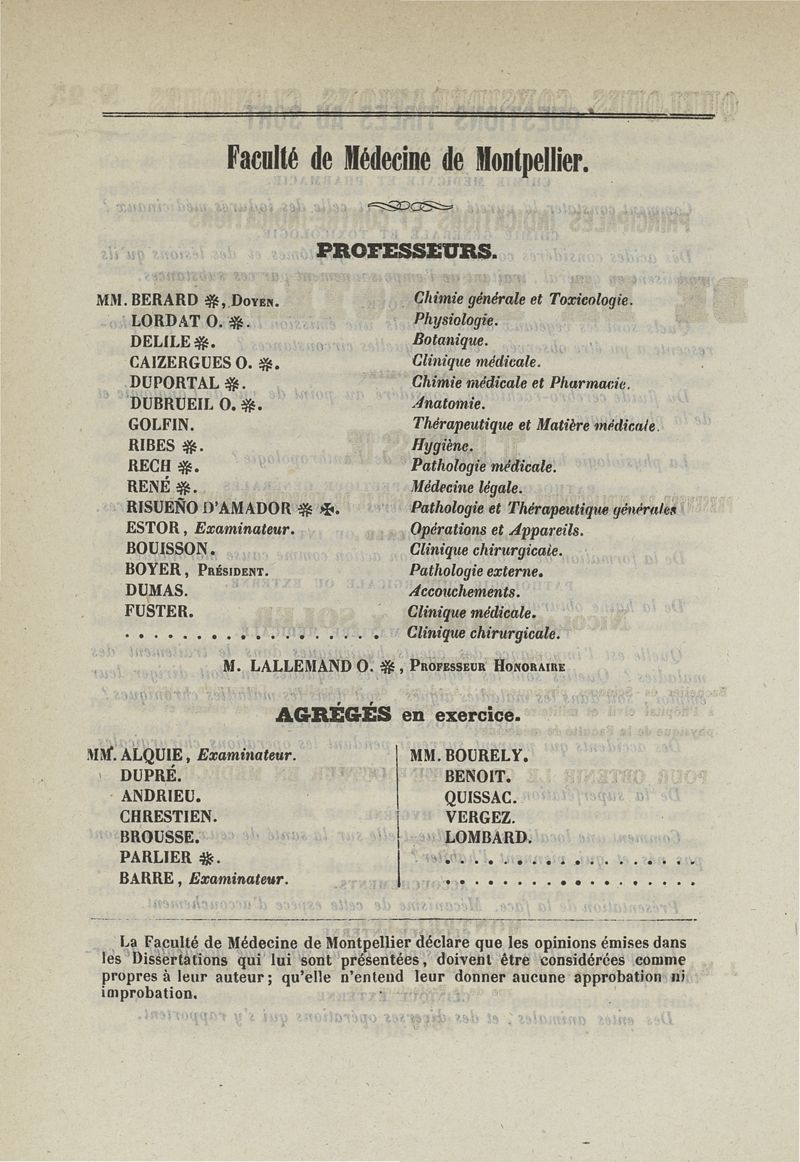 Faculté de Médecine de Montpellier.
PROFESSEURS.
MM. BERARD ❋, DOYEN. Chimie générale et Toxicologie.
LORDAT O. ❋. Physiologie.
DELILE ❋. Botanique.
CAIZERGUES O. ❋. Clinique médicale.
DUPORTAL ❋. Chimie médicale et Pharmacie.
DUBRUEIL O. ❋. Anatomie.
GOLFIN. Thérapeutique et Matière médicale.
RIBES ❋. Hygiène.
RECH ❋. Pathologie médicale.
RENÉ ❋. Médecine légale.
RISUEÑO D'AMADOR ❋ ✠. Pathologie et Thérapeutique générales
ESTOR, Examinateur. Opérations et Appareils.
BOUISSON. Clinique chirurgicale.
BOYER, PRÉSIDENT. Pathologie externe.
DUMAS. Accouchements.
FUSTER. Clinique médicale.
. . . . . . . . . . . . . . . . . . Clinique chirurgicale.
M. LALLEMAND O. ❋, PROFESSEUR HONORAIRE
AGRÉGÉS en exercice.
MM. ALQUIE, Examinateur.
DUPRÉ.
ANDRIEU.
CHRESTIEN.
BROUSSE.
PARLIER ❋.
BARRE, Examinateur.
MM. BOURELY.
BENOIT.
QUISSAC.
VERGEZ.
LOMBARD.
. . . . . . . . . . . . . . . . . .
. . . . . . . . . . . . . . . . . .
La Faculté de Médecine de Montpellier déclare que les opinions émises dans
les Dissertations qui lui sont présentées, doivent être considérées comme
propres à leur auteur; qu'elle n'entend leur donner aucune approbation ni
improbation.